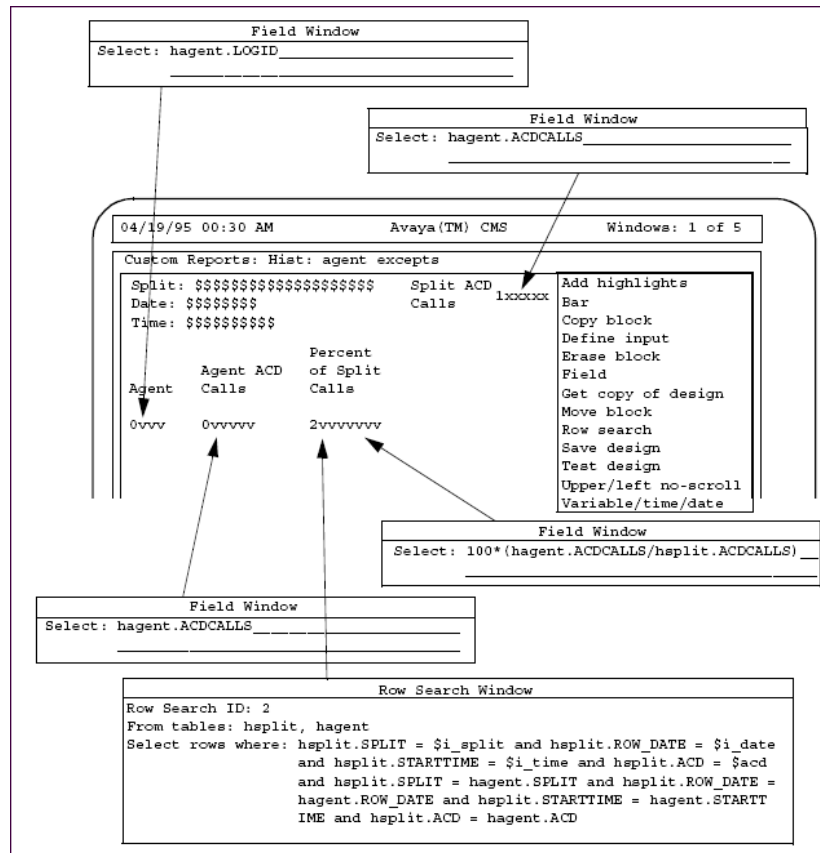 Field Window
Select: hagent.LOGID
Field Window
Select: hagent.ACDCALLS
04/19/95 00:30 AM Avaya(TM) CMS Windows: 1 of 5
Custom Reports: Hist: agent excepts
Split: $$$$$$$$$$$$$$$$$$$$ Split ACD 1xxxxx
Date: $$$$$$$$ Calls
Time: $$$$$$$$$$
Percent
Agent ACD of Split
Agent Calls Calls
0vvv 0vvvvv 2vvvvvvv
Add highlights
Bar
Copy block
Define input
Erase block
Field
Get copy of design
Move block
Row search
Save design
Test design
Upper/left no-scroll
Variable/time/date
Field Window
Select: 100*(hagent.ACDCALLS/hsplit.ACDCALLS)
Field Window
Select: hagent.ACDCALLS
Row Search Window
Row Search ID: 2
From tables: hsplit, hagent
Select rows where: hsplit.SPLIT = $i_split and hsplit.ROW_DATE = $i_date
and hsplit.STARTTIME = $i_time and hsplit.ACD = $acd
and hsplit.SPLIT = hagent.SPLIT and hsplit.ROW_DATE =
hagent.ROW_DATE and hsplit.STARTTIME = hagent.STARTT
IME and hsplit.ACD = hagent.ACD